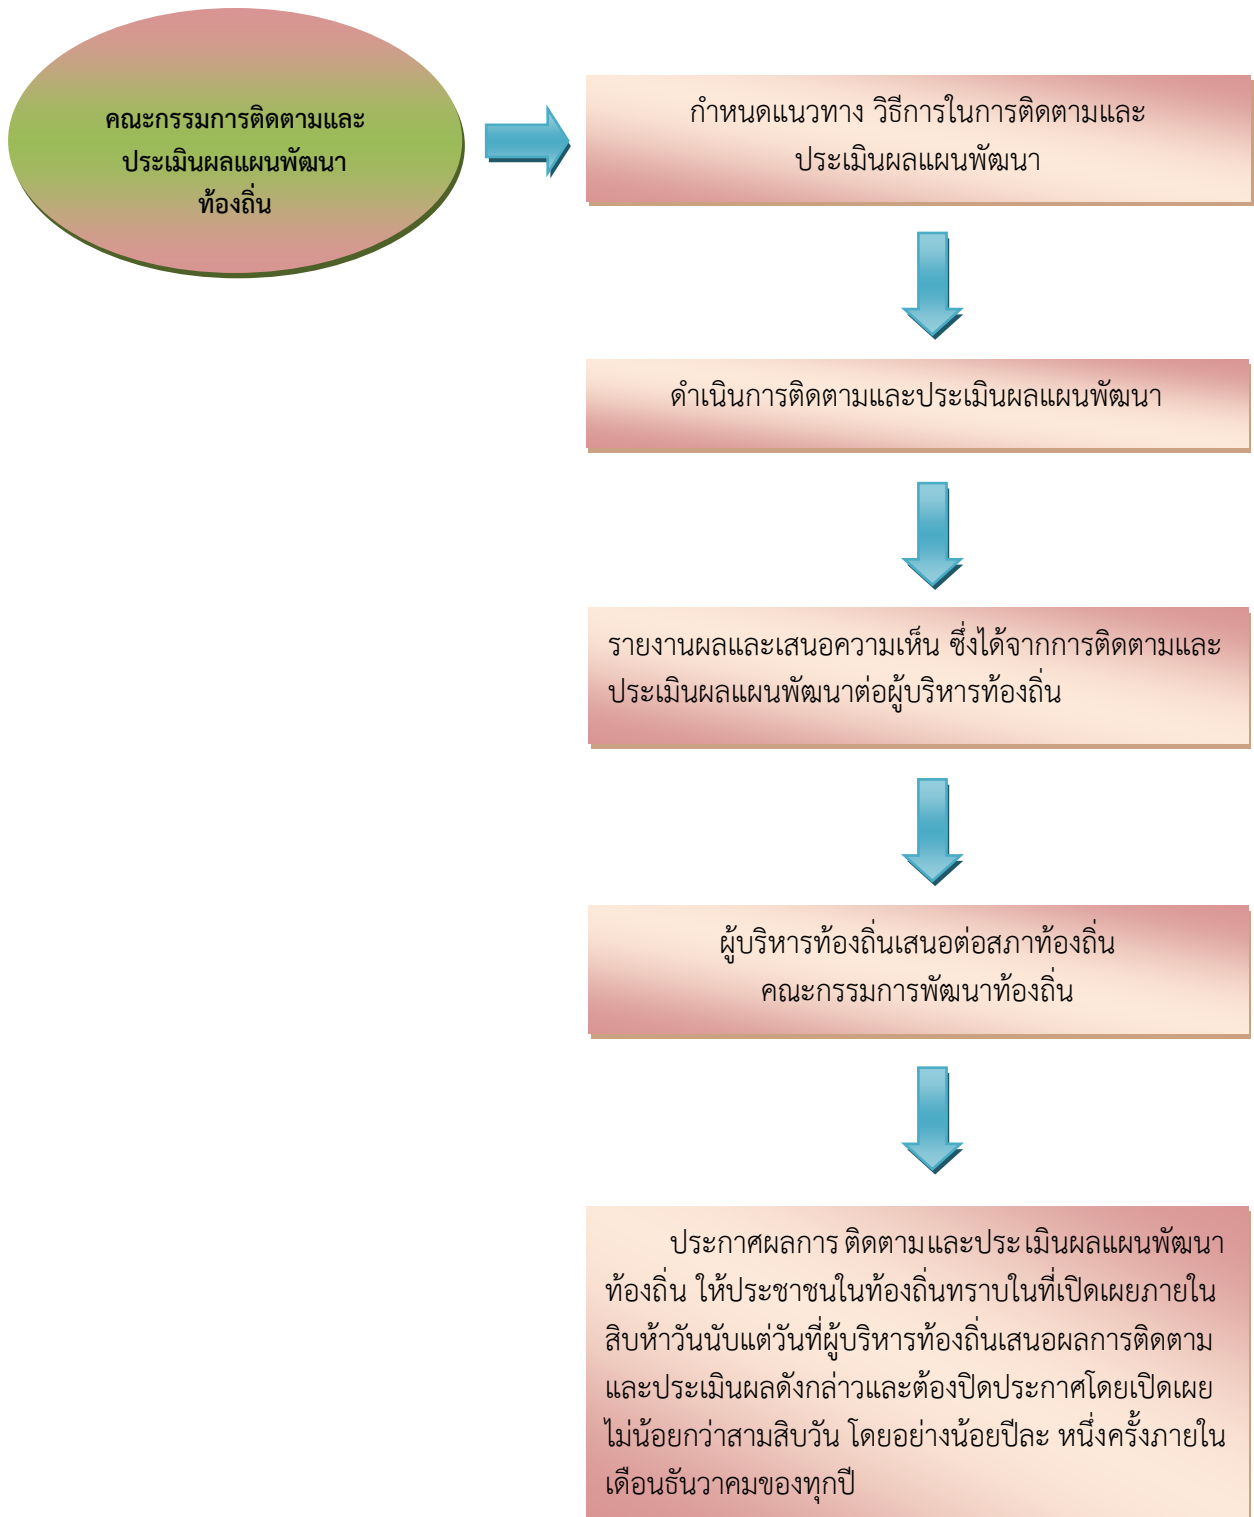 คณะกรรมการติดตามและ
ประเมินผลแผนพัฒนา
ท้องถิ่น
กำหนดแนวทาง วิธีการในการติดตามและ
ประเมินผลแผนพัฒนา
ดำเนินการติดตามและประเมินผลแผนพัฒนา
รายงานผลและเสนอความเห็น ซึ่งได้จากการติดตามและ
ประเมินผลแผนพัฒนาต่อผู้บริหารท้องถิ่น
ผู้บริหารท้องถิ่นเสนอต่อสภาท้องถิ่น
คณะกรรมการพัฒนาท้องถิ่น
ประกาศผลการ ติดตามและประเมินผลแผนพัฒนา
ท้องถิ่น ให้ประชาชนในท้องถิ่นทราบในที่เปิดเผยภายใน
สิบห้าวันนับแต่วันที่ผู้บริหารท้องถิ่นเสนอผลการติดตาม
และประเมินผลดังกล่าวและต้องปิดประกาศโดยเปิดเผย
ไม่น้อยกว่าสามสิบวัน โดยอย่างน้อยปีละ หนึ่งครั้งภายใน
เดือนธันวาคมของทุกปี